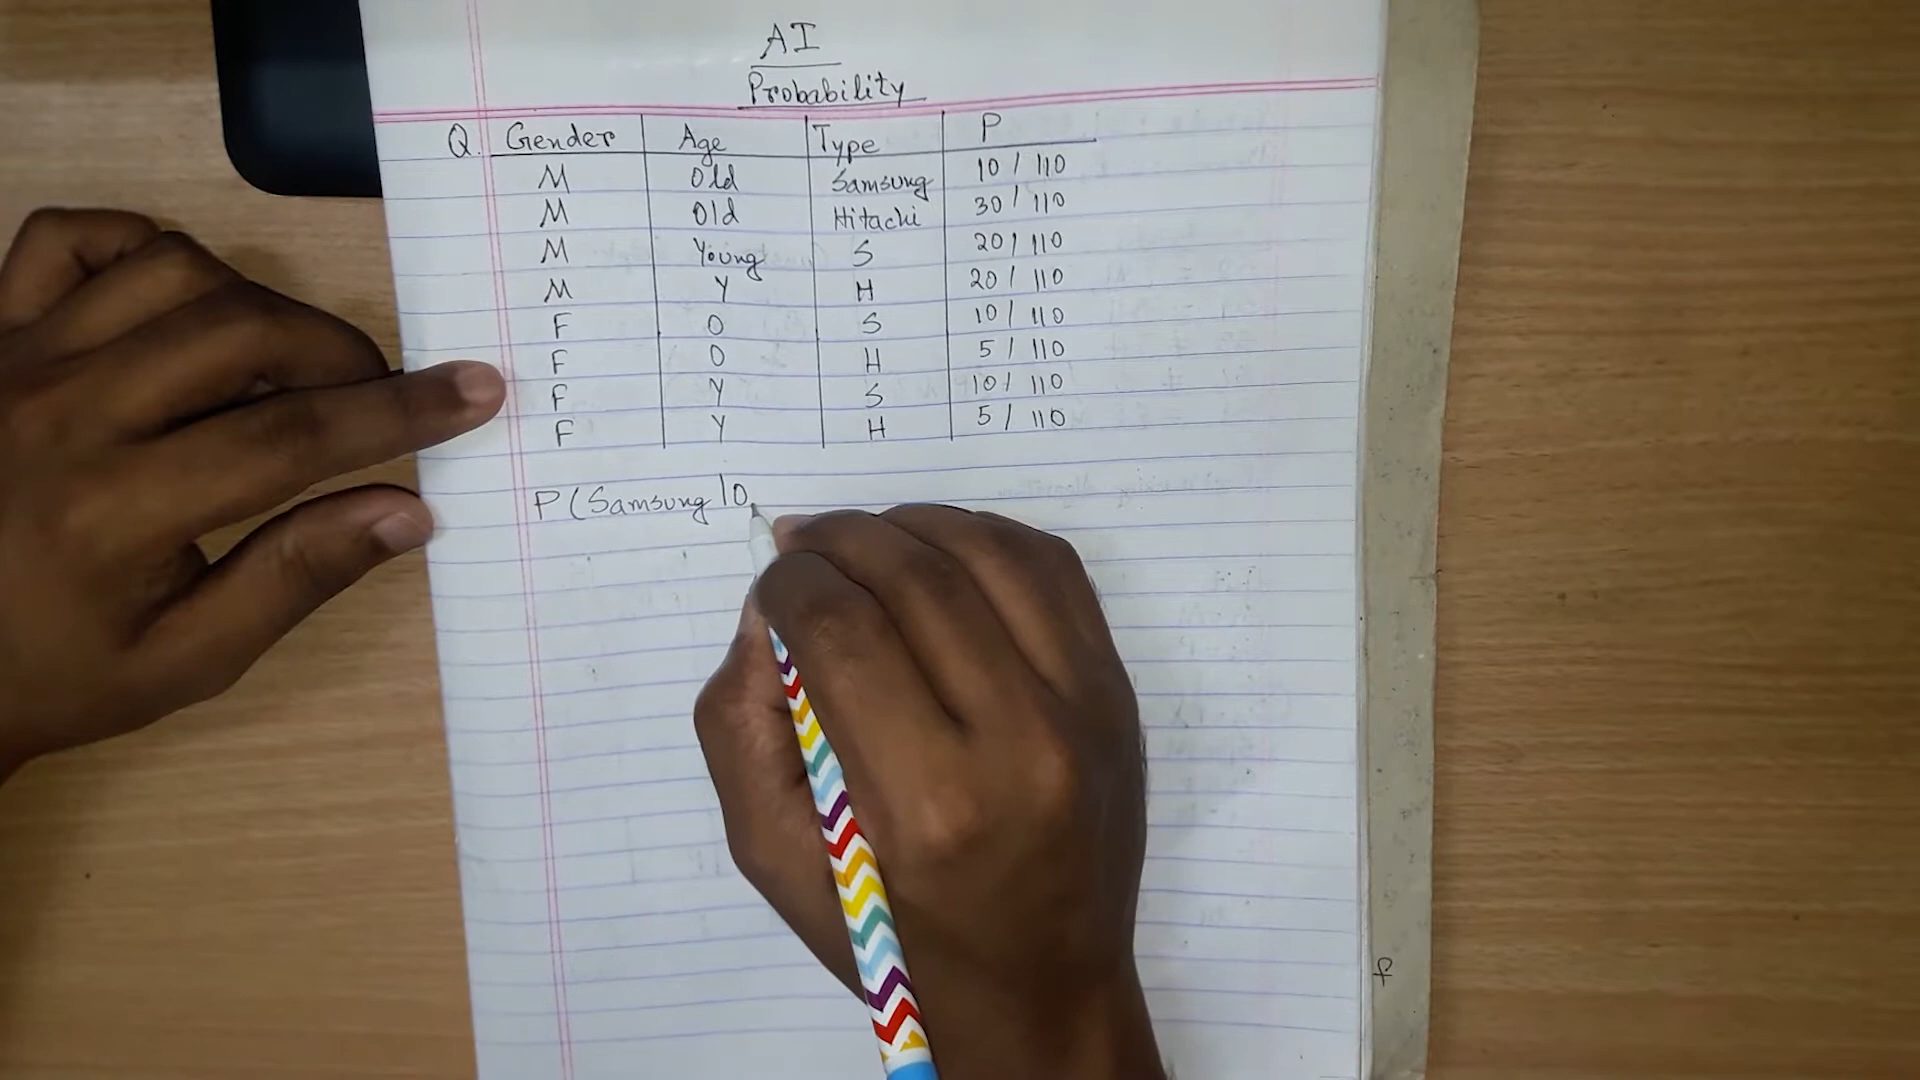 AI
Probability
Q. Gender Age Type P
M Old Samsung 10 / 110
M Old Hitachi 30 / 110
M Young S 20 / 110
M Y H 20 / 110
F O S 10 / 110
F O H 5 / 110
F Y S 10 / 110
F Y H 5 / 110
P (Samsung | O